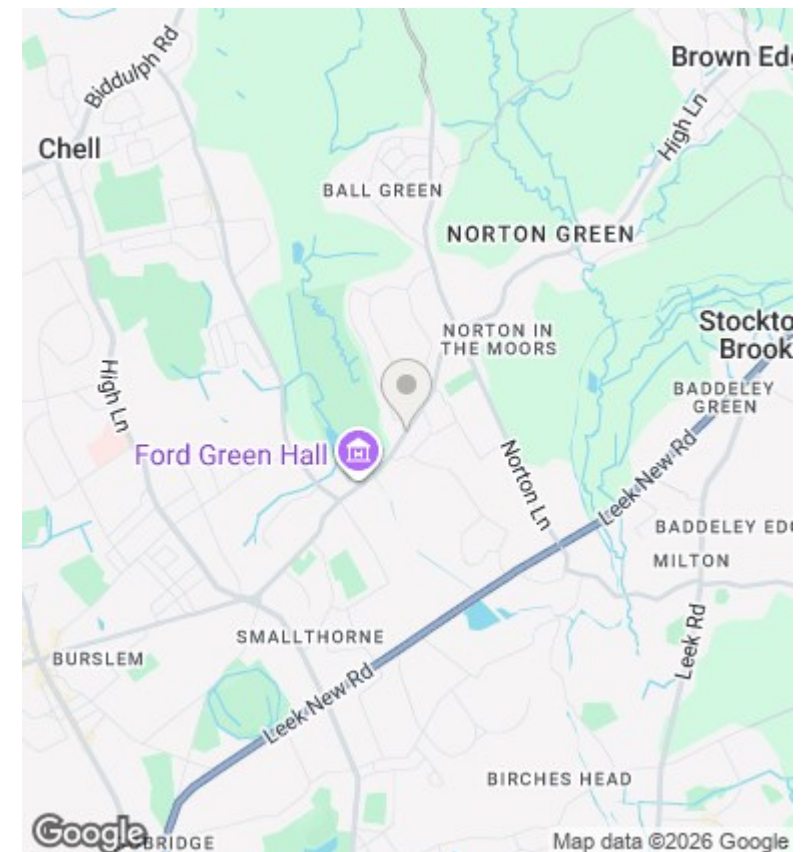 Biddulph Rd
Brown Edg
High Ln
Chell
BALL GREEN
NORTON GREEN
NORTON IN
THE MOORS
Stockto
Brook
BADDELEY
GREEN
High Ln
Ford Green Hall
Norton Ln
Leek New Rd
BADDELEY EDG
MILTON
SMALLTHORNE
BURSLEM
Leek Rd
Leek New Rd
BIRCHES HEAD
Google
BRIDGE
Map data ©2026 Google